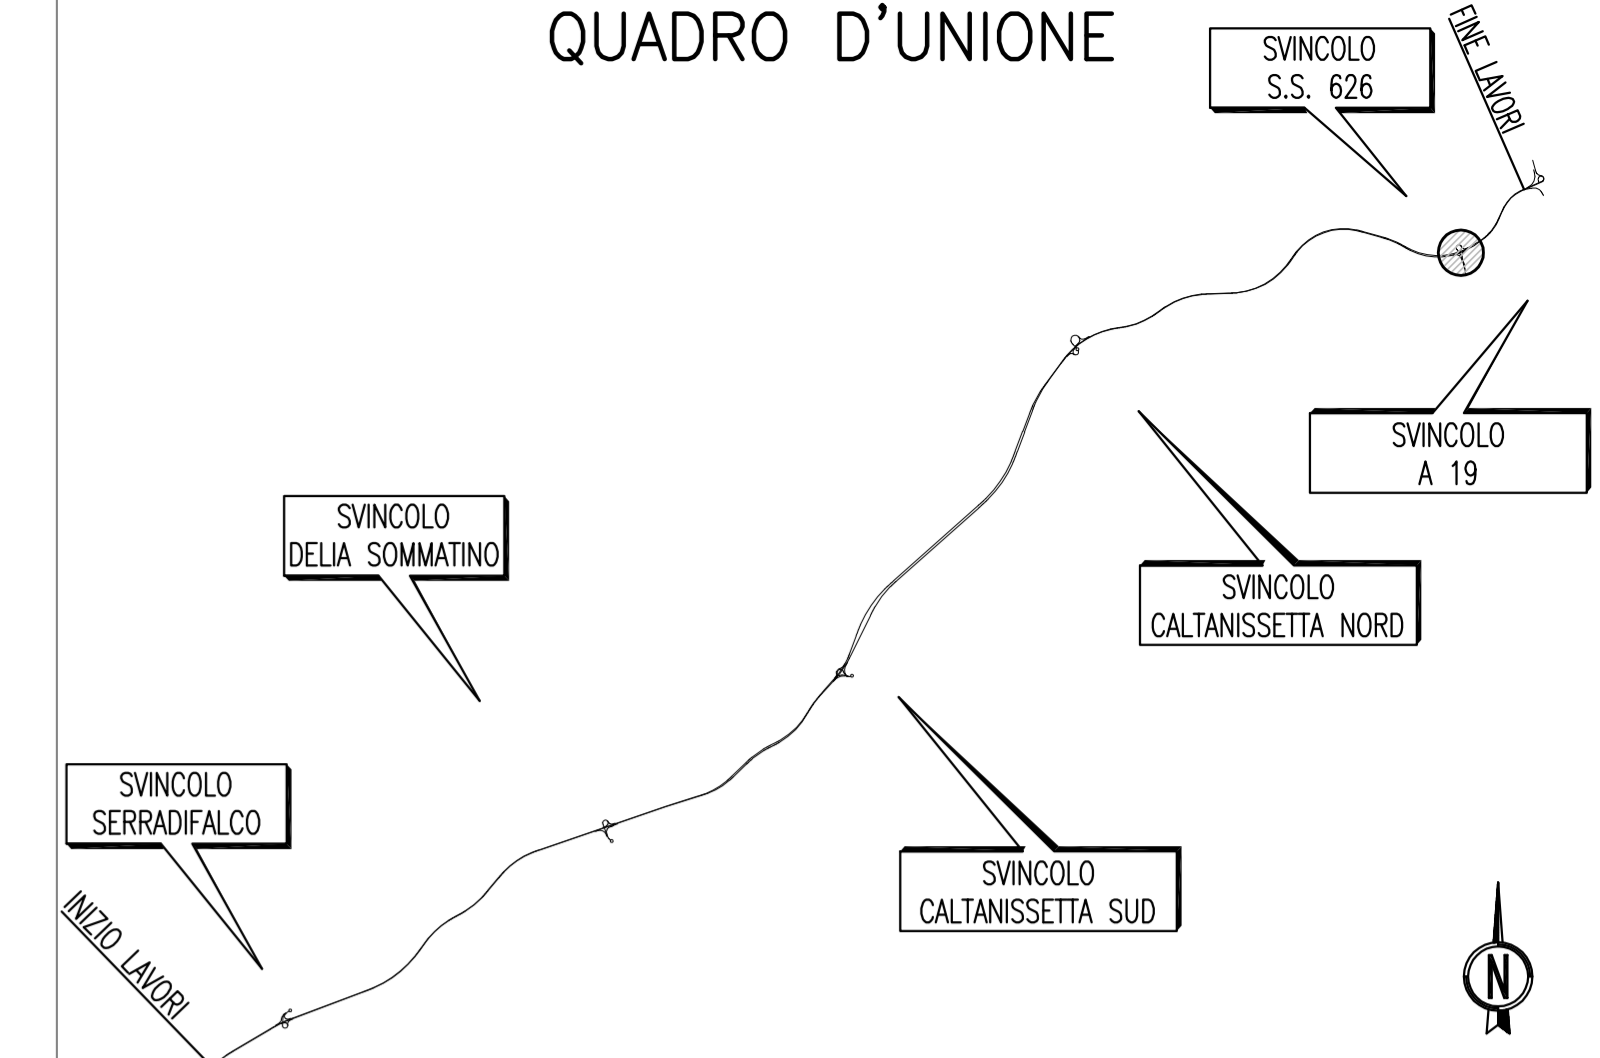 QUADRO D'UNIONE
SVINCOLO
S.S. 626
FINE LAVORI
SVINCOLO
A 19
SVINCOLO
DELIA SOMMATINO
SVINCOLO
CALTANISSETTA NORD
SVINCOLO
SERRADIFALCO
SVINCOLO
CALTANISSETTA SUD
INIZIO LAVORI
N